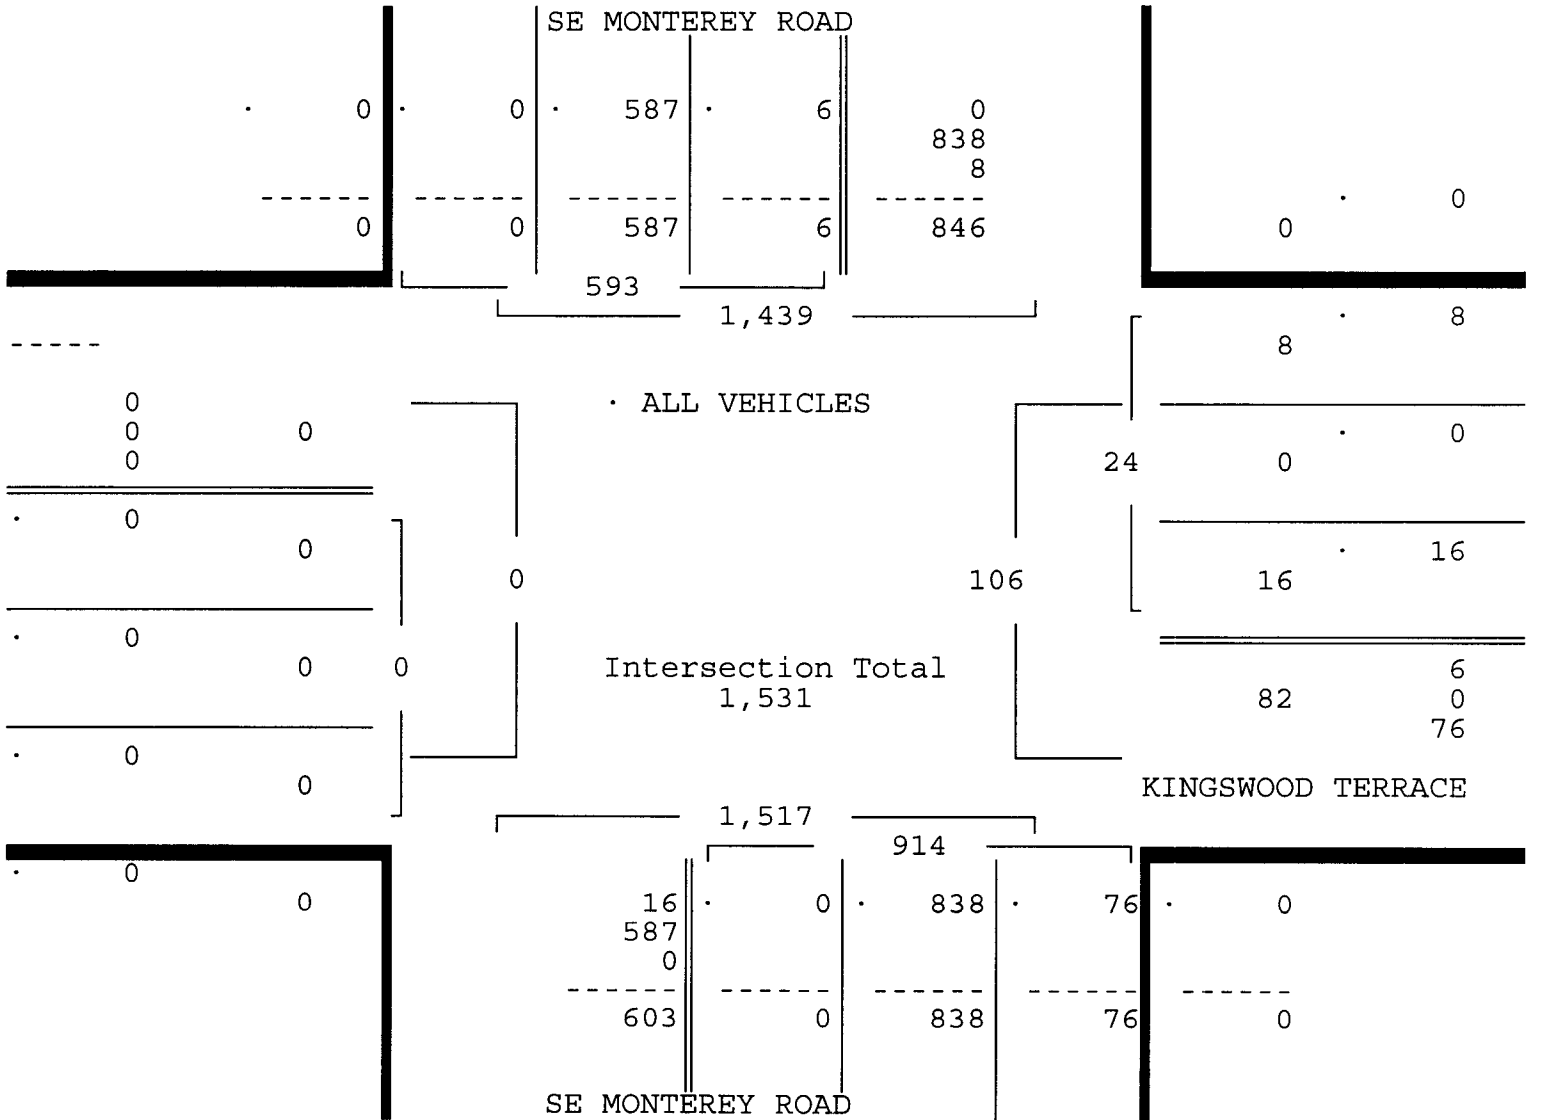 SE MONTEREY ROAD
· 0 · 0 · 587 · 6 0
838
8
------ ------ ------ ------ ------
· 0
0 0 587 6 846 0
593
1,439 · 8
----- 8
0 · ALL VEHICLES
0 0 · 0
0 24 0
· 0
0 · 16
0 106 16
· 0
0 0 Intersection Total 6
1,531 82 0
76
· 0
0 KINGSWOOD TERRACE
1,517
914
· 0
0 16 · 0 · 838 · 76 · 0
587
0
------ ------ ------ ------ ------
603 0 838 76 0
SE MONTEREY ROAD